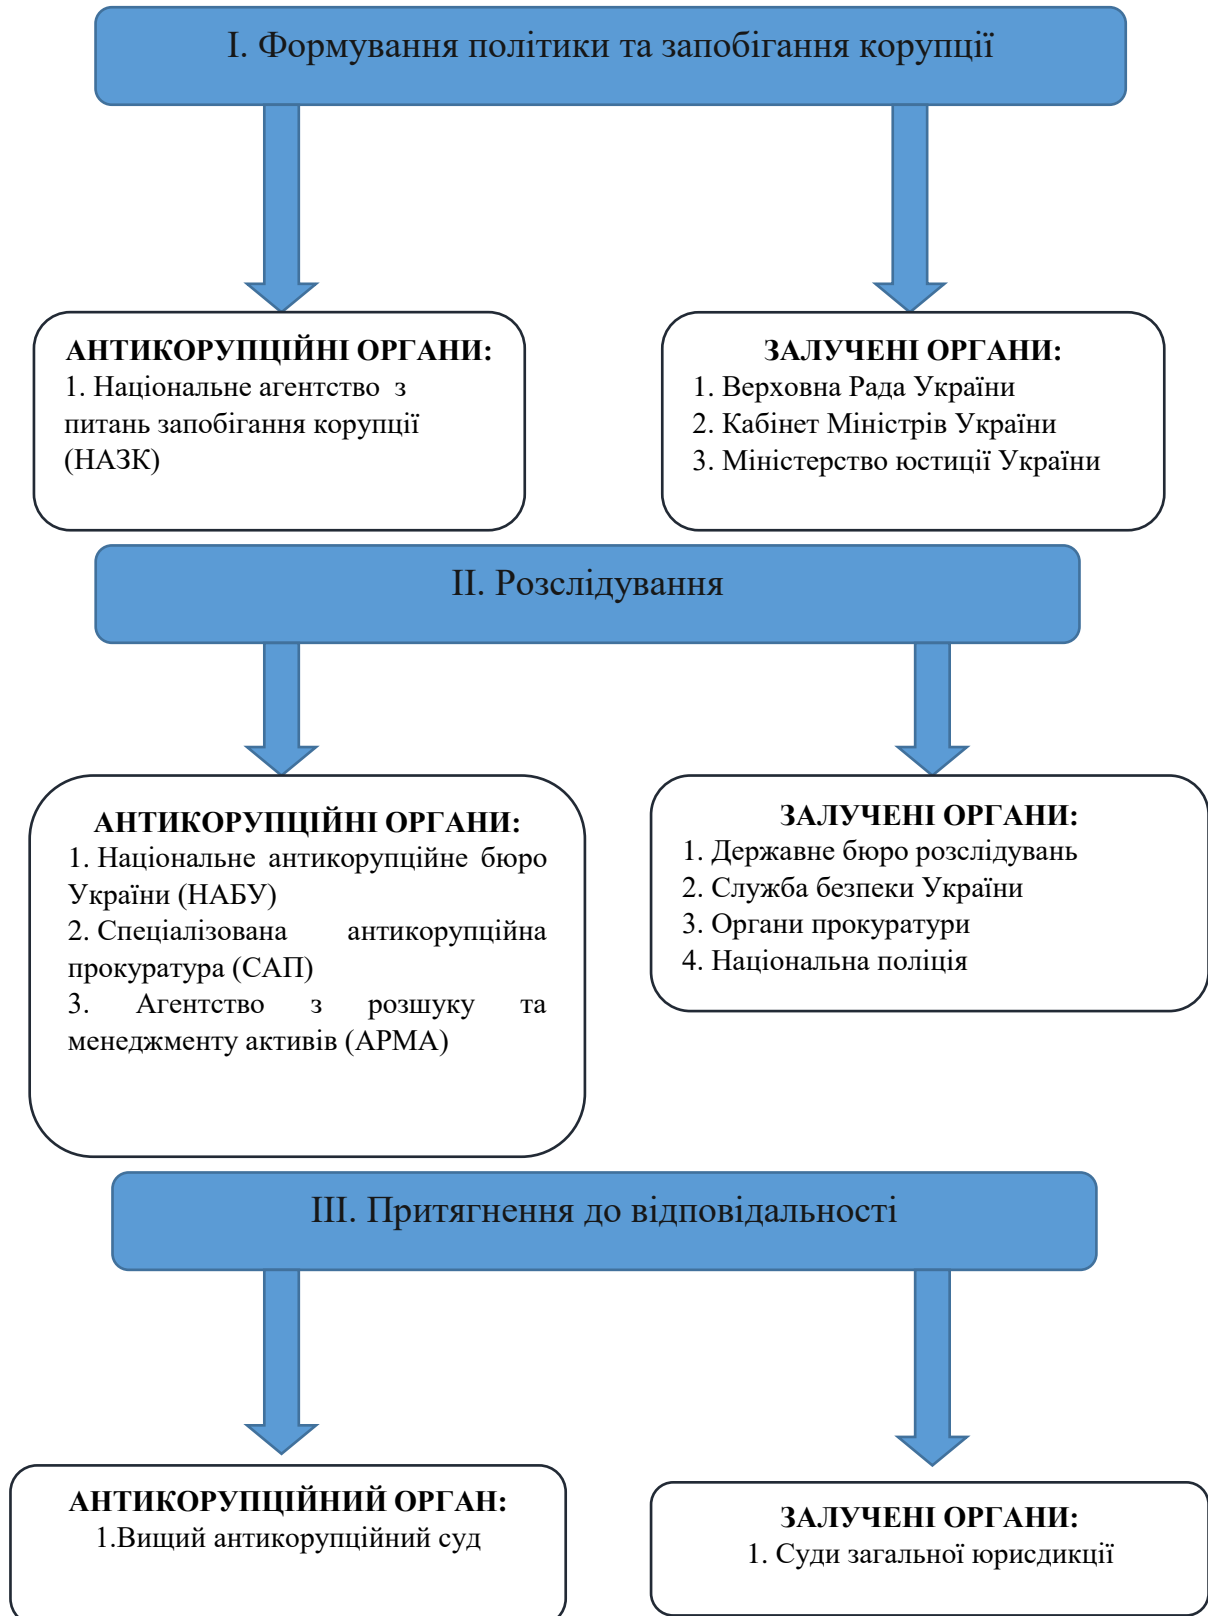 I. Формування політики та запобігання корупції
АНТИКОРУПЦІЙНІ ОРГАНИ:
1. Національне агентство з
питань запобігання корупції
(НАЗК)
ЗАЛУЧЕНІ ОРГАНИ:
1. Верховна Рада України
2. Кабінет Міністрів України
3. Міністерство юстиції України
II. Розслідування
АНТИКОРУПЦІЙНІ ОРГАНИ:
1. Національне антикорупційне бюро
України (НАБУ)
2. Спеціалізована антикорупційна
прокуратура (САП)
3. Агентство з розшуку та
менеджменту активів (АРМА)
ЗАЛУЧЕНІ ОРГАНИ:
1. Державне бюро розслідувань
2. Служба безпеки України
3. Органи прокуратури
4. Національна поліція
III. Притягнення до відповідальності
АНТИКОРУПЦІЙНИЙ ОРГАН:
1.Вищий антикорупційний суд
ЗАЛУЧЕНІ ОРГАНИ:
1. Суди загальної юрисдикції